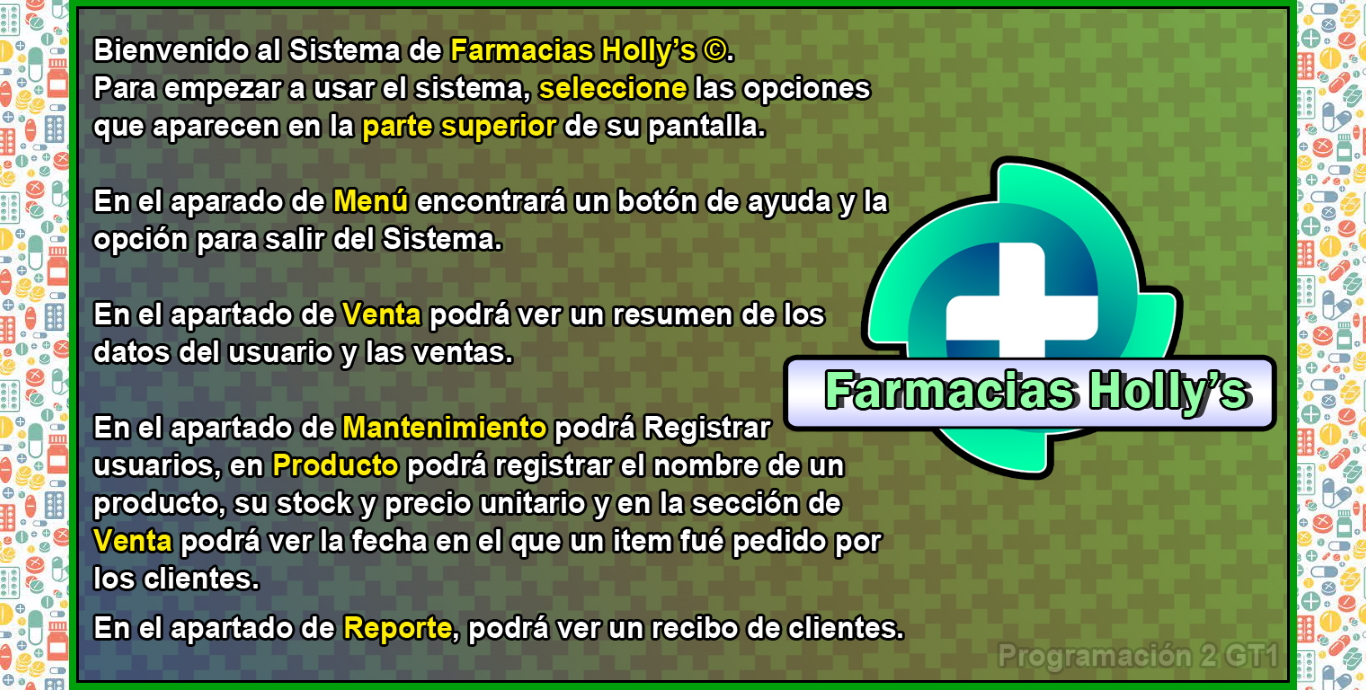 Bienvenido al Sistema de Farmacias Holly’s ©.
Para empezar a usar el sistema, seleccione las opciones
que aparecen en la parte superior de su pantalla.
En el aparado de Menú encontrará un botón de ayuda y la
opción para salir del Sistema.
En el apartado de Venta podrá ver un resumen de los
datos del usuario y las ventas.
En el apartado de Mantenimiento podrá Registrar
usuarios, en Producto podrá registrar el nombre de un
producto, su stock y precio unitario y en la sección de
Venta podrá ver la fecha en el que un item fué pedido por
los clientes.
En el apartado de Reporte, podrá ver un recibo de clientes.
Farmacias Holly’s
Programación 2 GT1